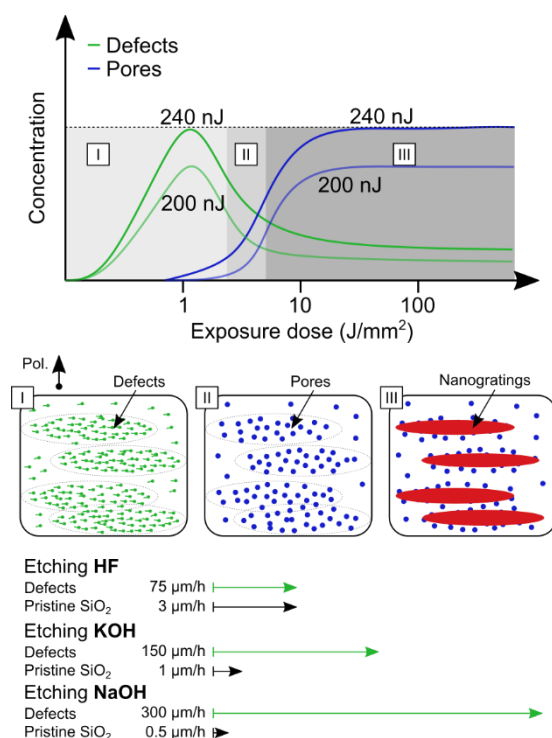 Defects
Pores
240 nJ
240 nJ
I
II
III
200 nJ
200 nJ
Concentration
1
10
100
Exposure dose (J/mm²)
Pol.
I
Defects
II
Pores
III
Nanogratings
Etching HF
Defects 75 µm/h
Pristine SiO₂ 3 µm/h
Etching KOH
Defects 150 µm/h
Pristine SiO₂ 1 µm/h
Etching NaOH
Defects 300 µm/h
Pristine SiO₂ 0.5 µm/h